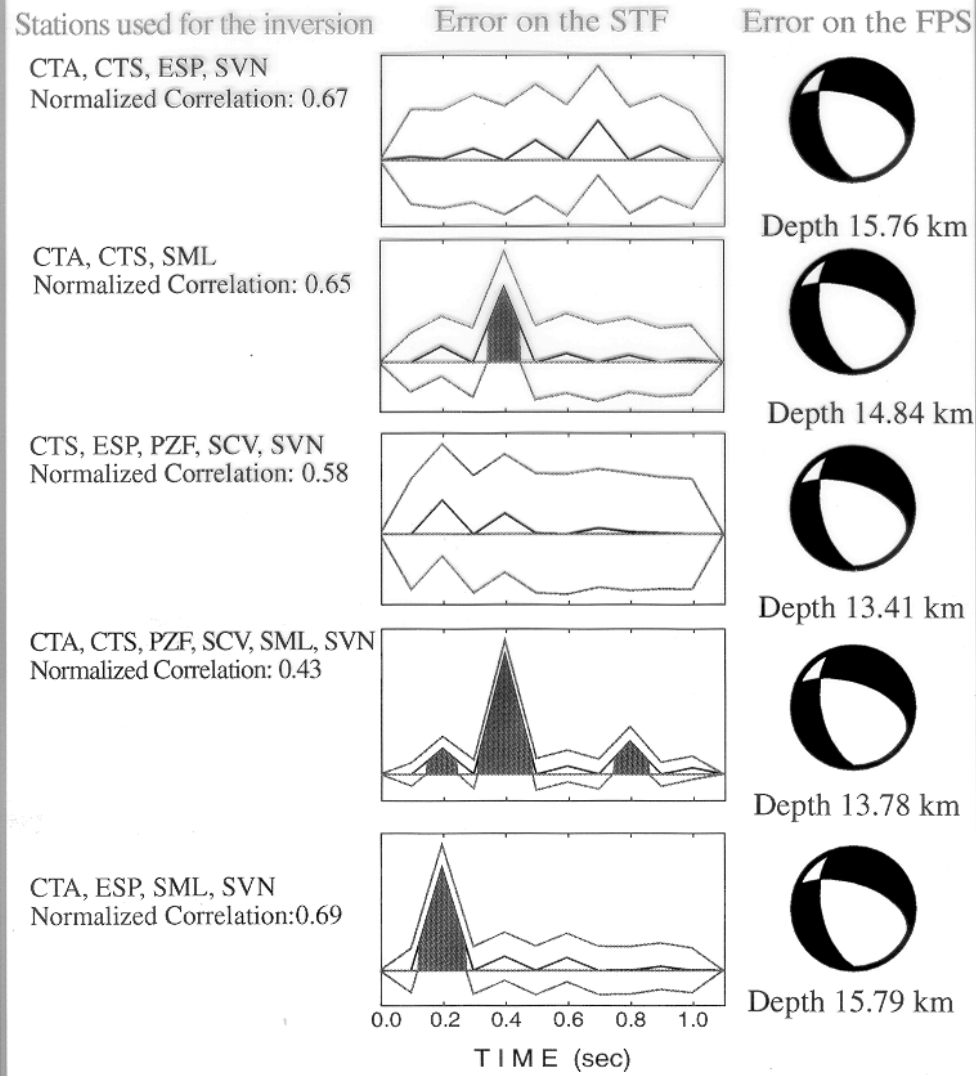 Stations used for the inversion
Error on the STF
Error on the FPS
CTA, CTS, ESP, SVN
Normalized Correlation: 0.67
Depth 15.76 km
CTA, CTS, SML
Normalized Correlation: 0.65
Depth 14.84 km
CTS, ESP, PZF, SCV, SVN
Normalized Correlation: 0.58
Depth 13.41 km
CTA, CTS, PZF, SCV, SML, SVN
Normalized Correlation: 0.43
Depth 13.78 km
CTA, ESP, SML, SVN
Normalized Correlation:0.69
Depth 15.79 km
0.0 0.2 0.4 0.6 0.8 1.0
TIME (sec)